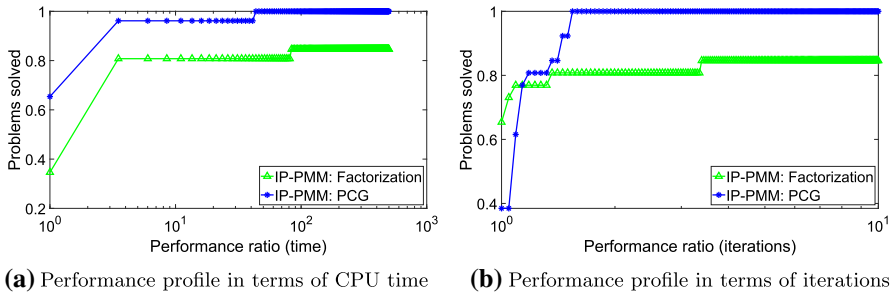 1
0.8
0.6
0.4
0.2
Problems solved
IP-PMM: Factorization
IP-PMM: PCG
10^0
10^1
10^2
10^3
Performance ratio (time)
(a) Performance profile in terms of CPU time
1
0.8
0.6
0.4
Problems solved
IP-PMM: Factorization
IP-PMM: PCG
10^0
10^1
Performance ratio (iterations)
(b) Performance profile in terms of iterations